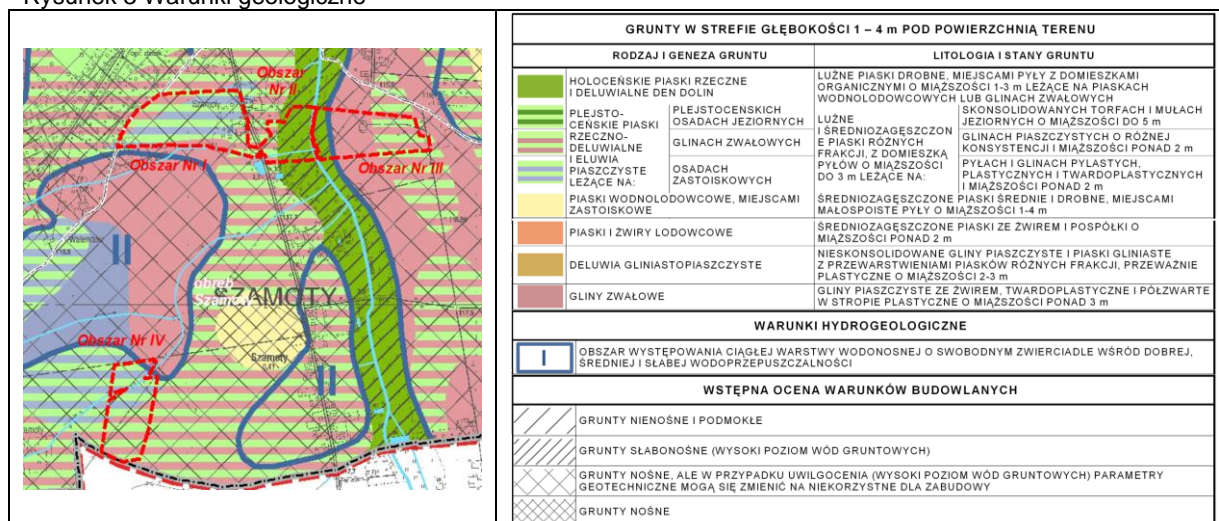 Rysunek 3 Warunki geologiczne
Obszar
Nr II
Szamoty
Obszar Nr I
Obszar Nr III
II
obręb
Szamoty
SZAMOTY
Obszar Nr IV
Szamoty
II
GRUNTY W STREFIE GŁĘBOKOŚCI 1 – 4 m POD POWIERZCHNIĄ TERENU
RODZAJ I GENEZA GRUNTU
LITOLOGIA I STANY GRUNTU
HOLOCEŃSKIE PIASKI RZECZNE
I DELUWIALNE DEN DOLIN
LUŹNE PIASKI DROBNE, MIEJSCAMI PYŁY Z DOMIESZKAMI
ORGANICZNYMI O MIĄŻSZOŚCI 1-3 m LEŻĄCE NA PIASKACH
WODNOLODOWCOWYCH LUB GLINACH ZWAŁOWYCH
PLEJSTO-
CEŃSKIE PIASKI
RZECZNO-
DELUWIALNE
I ELUWIA
PIASZCZYSTE
LEŻĄCE NA:
PLEJSTOCEŃSKICH
OSADACH JEZIORNYCH
GLINACH ZWAŁOWYCH
OSADACH
ZASTOISKOWYCH
LUŹNE
I ŚREDNIOZAGĘSZCZON
E PIASKI RÓŻNYCH
FRAKCJI, Z DOMIESZKĄ
PYŁÓW O MIĄŻSZOŚCI
DO 3 m LEŻĄCE NA:
SKONSOLIDOWANYCH TORFACH I MUŁACH
JEZIORNYCH O MIĄŻSZOŚCI DO 5 m
GLINACH PIASZCZYSTYCH O RÓŻNEJ
KONSYSTENCJI I MIĄŻSZOŚCI PONAD 2 m
PYŁACH I GLINACH PYLASTYCH,
PLASTYCZNYCH I TWARDOPLASTYCZNYCH
I MIĄŻSZOŚCI PONAD 2 m
PIASKI WODNOLODOWCOWE, MIEJSCAMI
ZASTOISKOWE
ŚREDNIOZAGĘSZCZONE PIASKI ŚREDNIE I DROBNE, MIEJSCAMI
MAŁOSPOISTE PYŁY O MIĄŻSZOŚCI 1-4 m
PIASKI I ŻWIRY LODOWCOWE
ŚREDNIOZAGĘSZCZONE PIASKI ZE ŻWIREM I POSPÓŁKI O
MIĄŻSZOŚCI PONAD 2 m
DELUWIA GLINIASTOPIASZCZYSTE
NIESKONSOLIDOWANE GLINY PIASZCZYSTE I PIASKI GLINIASTE
Z PRZEWARSTWIENIAMI PIASKÓW RÓŻNYCH FRAKCJI, PRZEWAŻNIE
PLASTYCZNE O MIĄŻSZOŚCI 2-3 m
GLINY ZWAŁOWE
GLINY PIASZCZYSTE ZE ŻWIREM, TWARDOPLASTYCZNE I PÓŁZWARTE
W STROPIE PLASTYCZNE O MIĄŻSZOŚCI PONAD 3 m
WARUNKI HYDROGEOLOGICZNE
I
OBSZAR WYSTĘPOWANIA CIĄGŁEJ WARSTWY WODONOSNEJ O SWOBODNYM ZWIERCIADLE WŚRÓD DOBREJ,
ŚREDNIEJ I SŁABEJ WODOPRZEPUSZCZALNOŚCI
WSTĘPNA OCENA WARUNKÓW BUDOWLANYCH
GRUNTY NIENOŚNE I PODMOKŁE
GRUNTY SŁABONOŚNE (WYSOKI POZIOM WÓD GRUNTOWYCH)
GRUNTY NOŚNE, ALE W PRZYPADKU UWILGOCENIA (WYSOKI POZIOM WÓD GRUNTOWYCH) PARAMETRY
GEOTECHNICZNE MOGĄ SIĘ ZMIENIĆ NA NIEKORZYSTNE DLA ZABUDOWY
GRUNTY NOŚNE